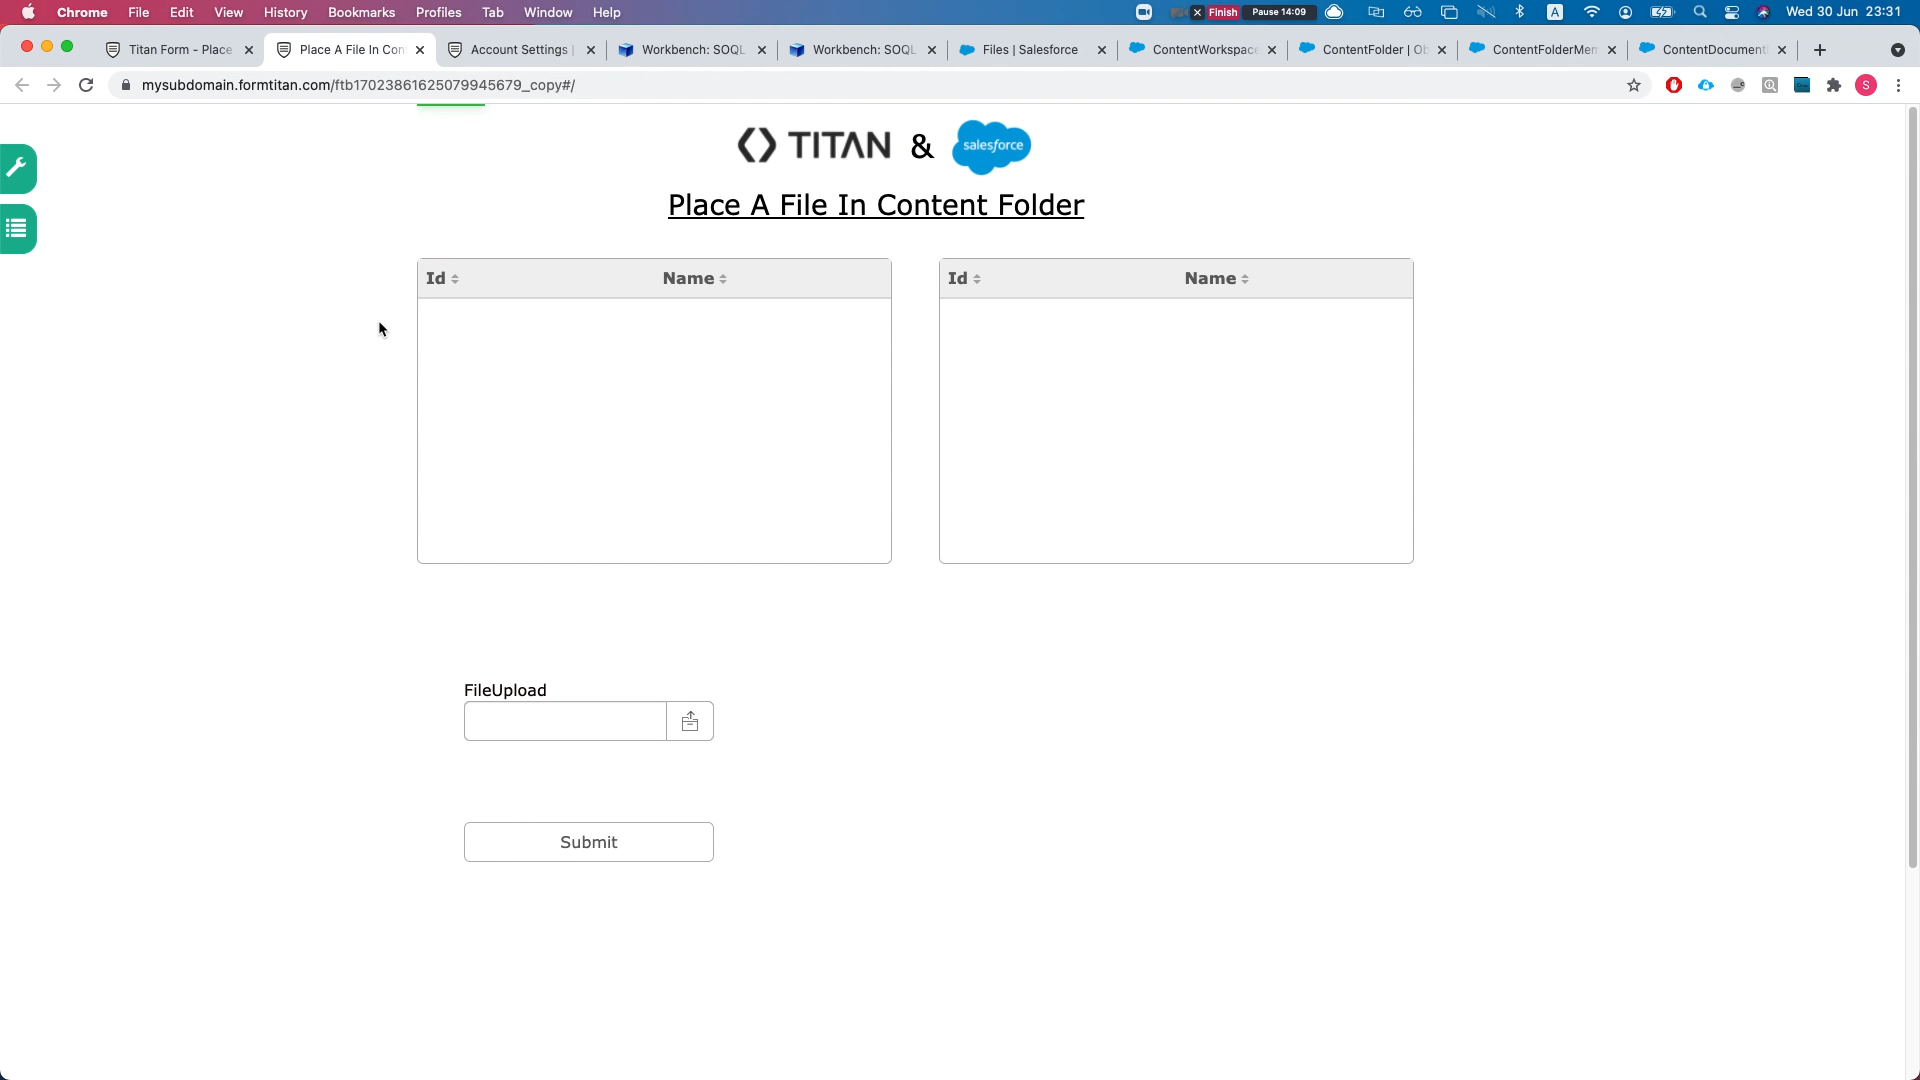 Chrome File Edit View History Bookmarks Profiles Tab Window Help Finish Pause 14:09 A Wed 30 Jun 23:31
Titan Form - Place Place A File In Con Account Settings | Workbench: SOQL Workbench: SOQL Files | Salesforce ContentWorkspace ContentFolder | Ob ContentFolderMem ContentDocument
mysubdomain.formtitan.com/ftb17023861625079945679_copy#/ S
TITAN & salesforce
Place A File In Content Folder
Id Name Id Name
FileUpload
Submit